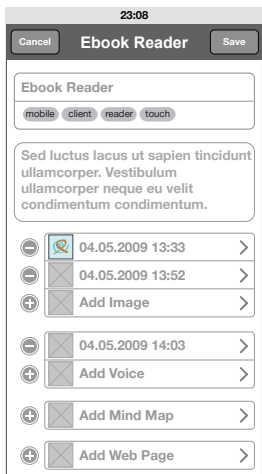 23:08
Cancel Ebook Reader Save
Ebook Reader
mobile client reader touch
Sed luctus lacus ut sapien tincidunt
ullamcorper. Vestibulum
ullamcorper neque eu velit
condimentum condimentum.
04.05.2009 13:33
04.05.2009 13:52
Add Image
04.05.2009 14:03
Add Voice
Add Mind Map
Add Web Page